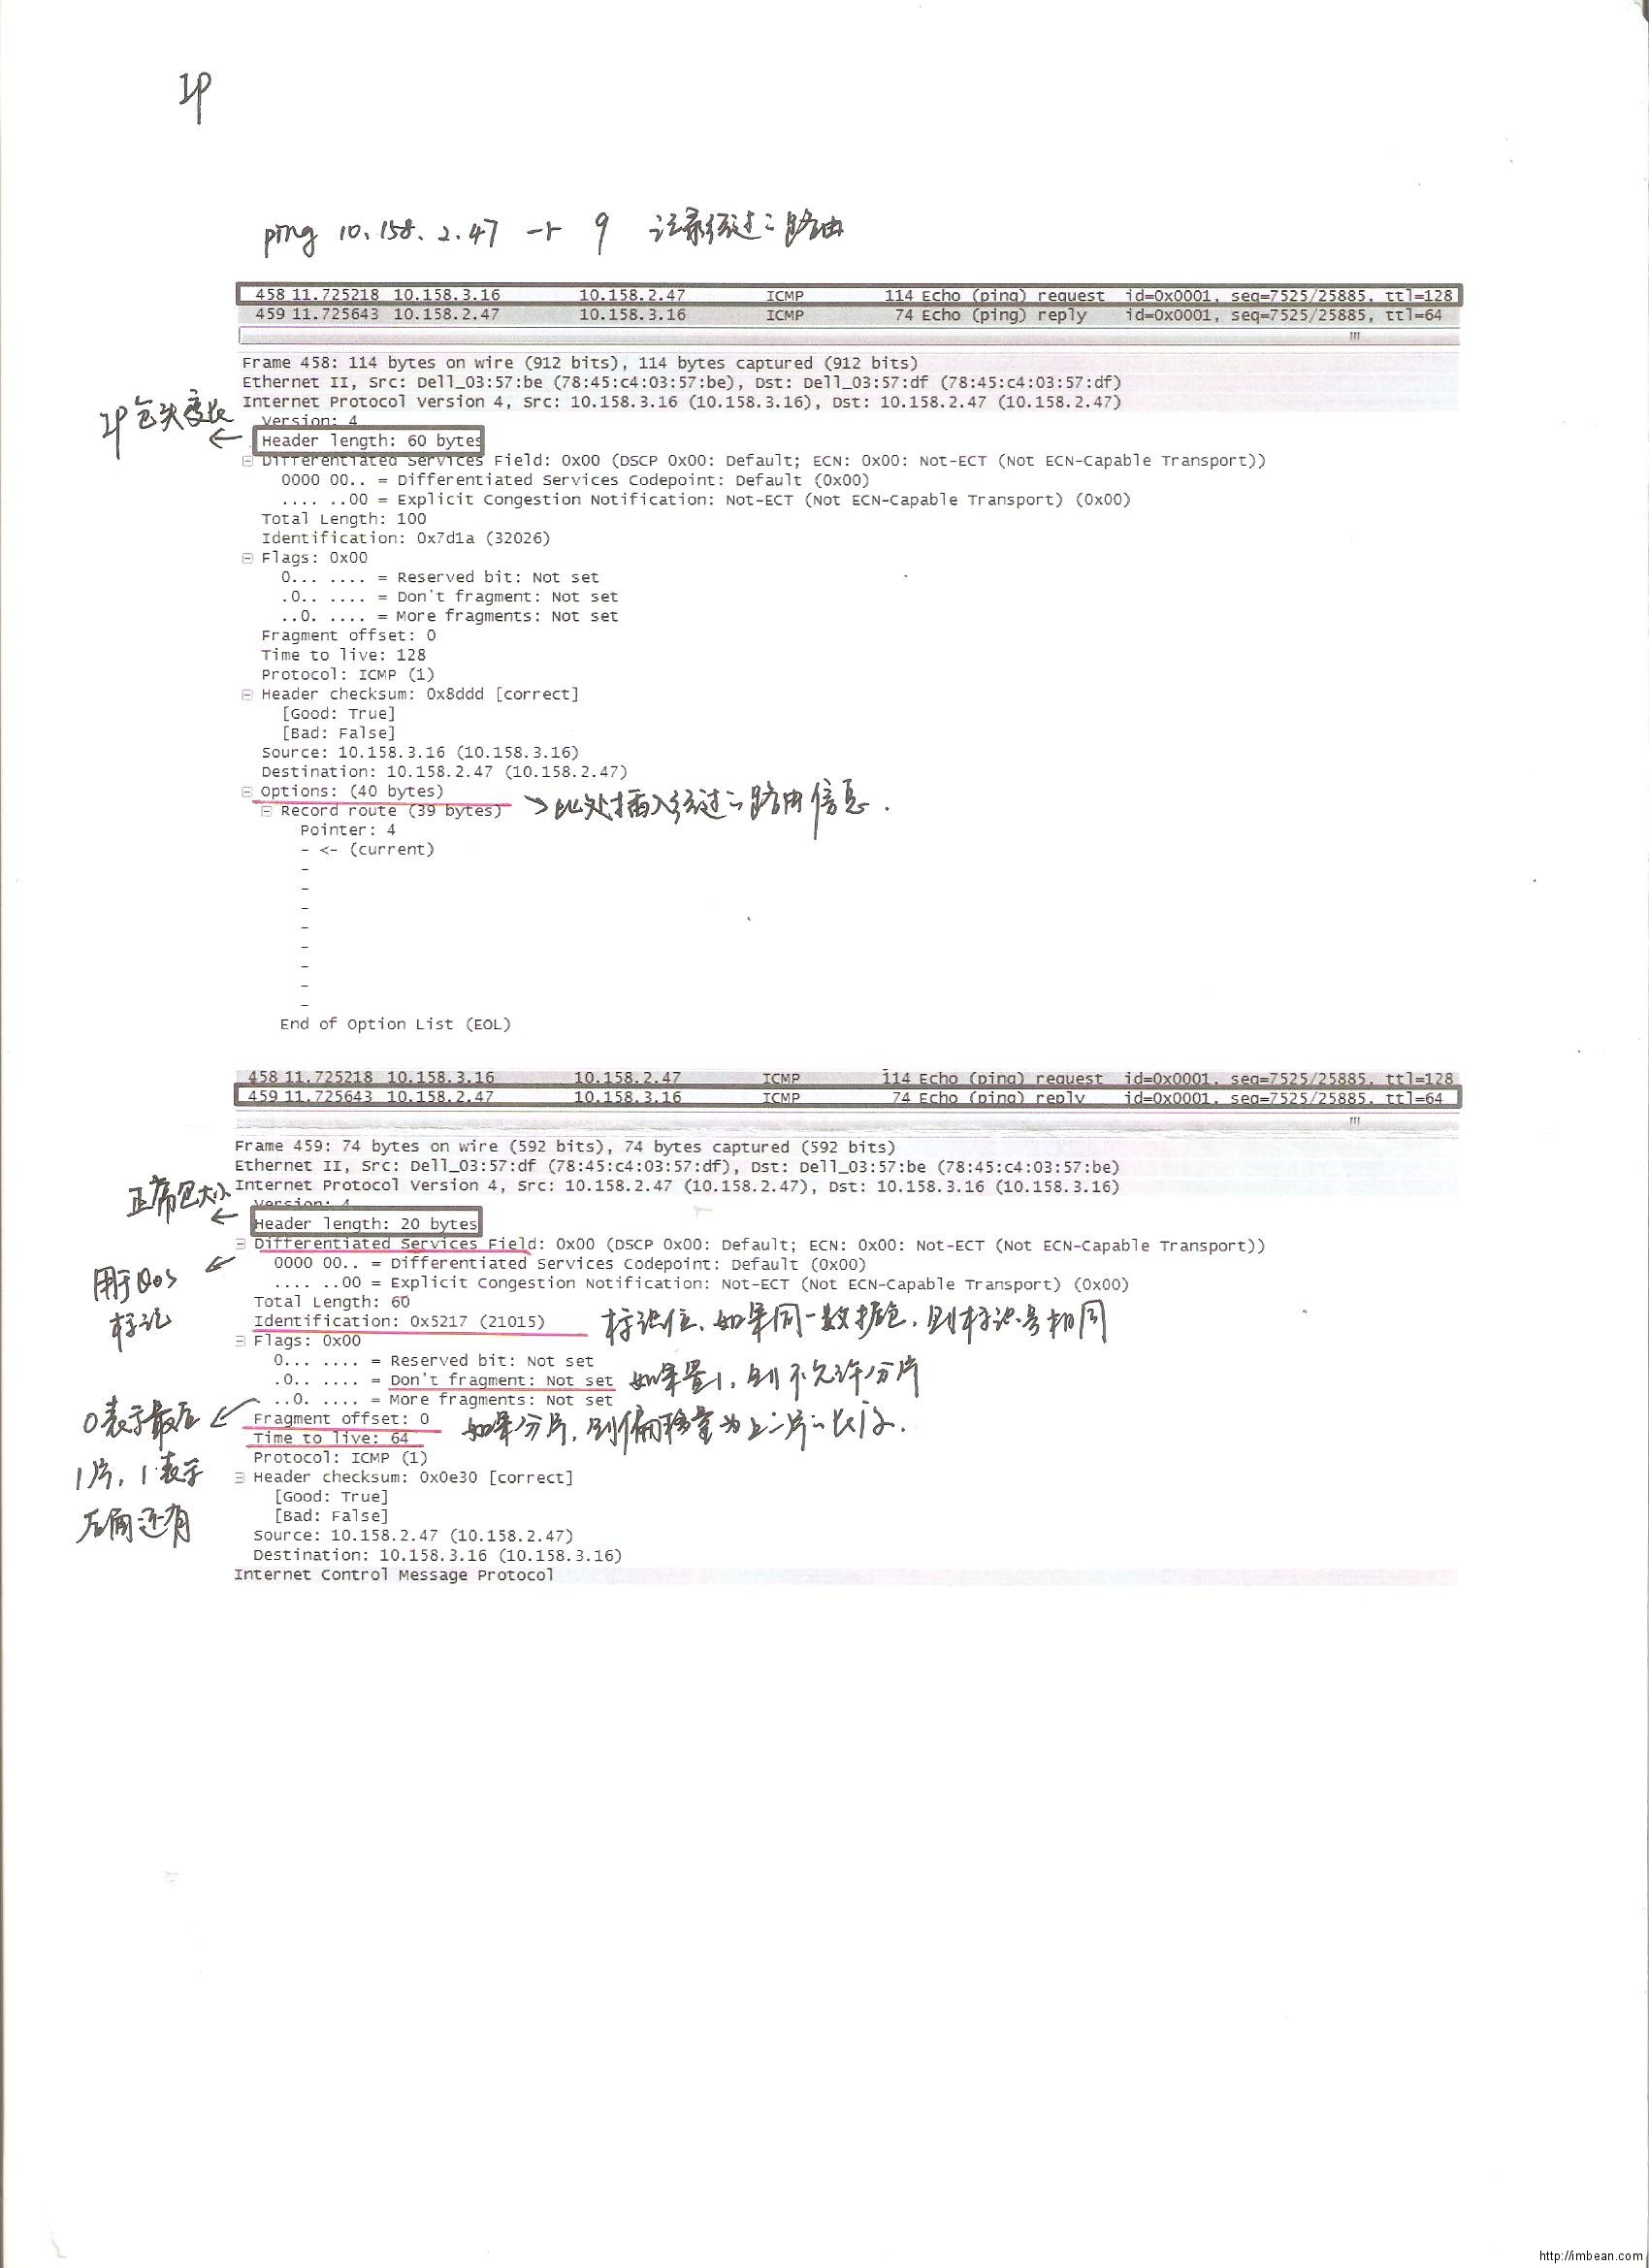 IP
ping 10.158.2.47 -r 9 记录经过之路由
458 11.725218 10.158.3.16 10.158.2.47 ICMP 114 Echo (ping) request id=0x0001, seq=7525/25885, ttl=128
459 11.725643 10.158.2.47 10.158.3.16 ICMP 74 Echo (ping) reply id=0x0001, seq=7525/25885, ttl=64
Frame 458: 114 bytes on wire (912 bits), 114 bytes captured (912 bits)
Ethernet II, Src: Dell_03:57:be (78:45:c4:03:57:be), Dst: Dell_03:57:df (78:45:c4:03:57:df)
Internet Protocol Version 4, Src: 10.158.3.16 (10.158.3.16), Dst: 10.158.2.47 (10.158.2.47)
IP包头变长
Version: 4
Header length: 60 bytes
Differentiated Services Field: 0x00 (DSCP 0x00: Default; ECN: 0x00: Not-ECT (Not ECN-Capable Transport))
0000 00.. = Differentiated Services Codepoint: Default (0x00)
.... ..00 = Explicit Congestion Notification: Not-ECT (Not ECN-Capable Transport) (0x00)
Total Length: 100
Identification: 0x7d1a (32026)
Flags: 0x00
0... .... = Reserved bit: Not set
.0.. .... = Don't fragment: Not set
..0. .... = More fragments: Not set
Fragment offset: 0
Time to live: 128
Protocol: ICMP (1)
Header checksum: 0x8ddd [correct]
[Good: True]
[Bad: False]
Source: 10.158.3.16 (10.158.3.16)
Destination: 10.158.2.47 (10.158.2.47)
Options: (40 bytes) → 此处插入经过之路由信息.
Record route (39 bytes)
Pointer: 4
- <- (current)
-
-
-
-
-
-
-
-
End of Option List (EOL)
458 11.725218 10.158.3.16 10.158.2.47 ICMP 114 Echo (ping) request id=0x0001, seq=7525/25885, ttl=128
459 11.725643 10.158.2.47 10.158.3.16 ICMP 74 Echo (ping) reply id=0x0001, seq=7525/25885, ttl=64
Frame 459: 74 bytes on wire (592 bits), 74 bytes captured (592 bits)
Ethernet II, Src: Dell_03:57:df (78:45:c4:03:57:df), Dst: Dell_03:57:be (78:45:c4:03:57:be)
Internet Protocol Version 4, Src: 10.158.2.47 (10.158.2.47), Dst: 10.158.3.16 (10.158.3.16)
正常包大小
Version: 4
Header length: 20 bytes
Differentiated Services Field: 0x00 (DSCP 0x00: Default; ECN: 0x00: Not-ECT (Not ECN-Capable Transport))
用于QoS
标记
0000 00.. = Differentiated Services Codepoint: Default (0x00)
.... ..00 = Explicit Congestion Notification: Not-ECT (Not ECN-Capable Transport) (0x00)
Total Length: 60
Identification: 0x5217 (21015) 标识位, 如果同一数据包, 则标识号相同
Flags: 0x00
0... .... = Reserved bit: Not set
.0.. .... = Don't fragment: Not set 如果置1, 则不允许分片
..0. .... = More fragments: Not set
0表示最后
1片, 1表示
后面还有
Fragment offset: 0 如果分片, 则偏移量为上一片之长度.
Time to live: 64
Protocol: ICMP (1)
Header checksum: 0x0e30 [correct]
[Good: True]
[Bad: False]
Source: 10.158.2.47 (10.158.2.47)
Destination: 10.158.3.16 (10.158.3.16)
Internet Control Message Protocol
http://imbean.com